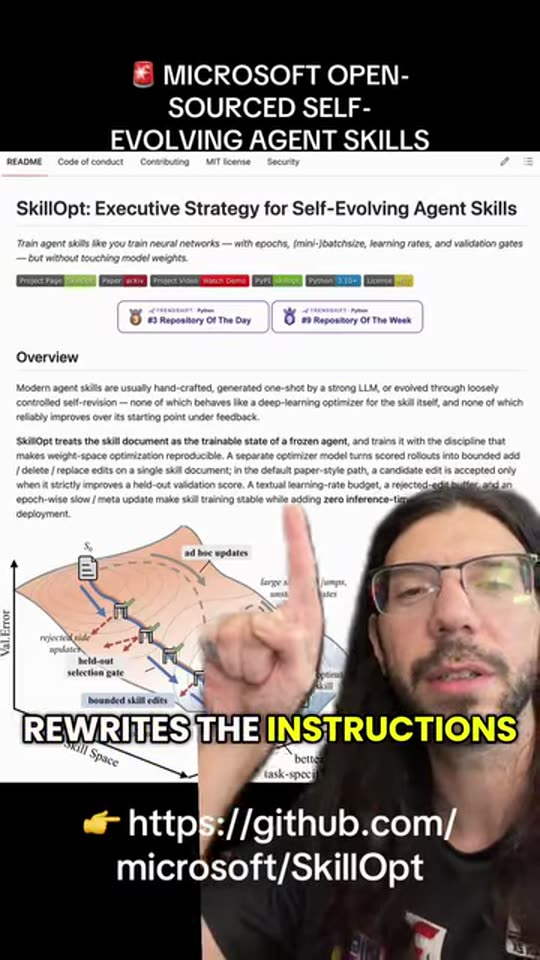 🚨 MICROSOFT OPEN-
SOURCED SELF-
EVOLVING AGENT SKILLS
README
Code of conduct
Contributing
MIT license
Security
SkillOpt: Executive Strategy for Self-Evolving Agent Skills
Train agent skills like you train neural networks — with epochs, (mini-)batchsize, learning rates, and validation gates
— but without touching model weights.
Project Page SkillOpt Paper arXiv Project Video Watch Demo PyPI skillopt Python 3.10+ License
TRENDSHIFT · Python
#3 Repository Of The Day
TRENDSHIFT · Python
#9 Repository Of The Week
Overview
Modern agent skills are usually hand-crafted, generated one-shot by a strong LLM, or evolved through loosely
controlled self-revision — none of which behaves like a deep-learning optimizer for the skill itself, and none of which
reliably improves over its starting point under feedback.
SkillOpt treats the skill document as the trainable state of a frozen agent, and trains it with the discipline that
makes weight-space optimization reproducible. A separate optimizer model turns scored rollouts into bounded add
/ delete / replace edits on a single skill document; in the default paper-style path, a candidate edit is accepted only
when it strictly improves a held-out validation score. A textual learning-rate budget, a rejected-edit buffer, and an
epoch-wise slow / meta update make skill training stable while adding zero inference-
deployment.
S₀
ad hoc updates
large
Val.Error
rejected side
updates
held-out
selection gate
bounded skill edits
Skill Space
REWRITES THE INSTRUCTIONS
👉 https://github.com/
microsoft/SkillOpt